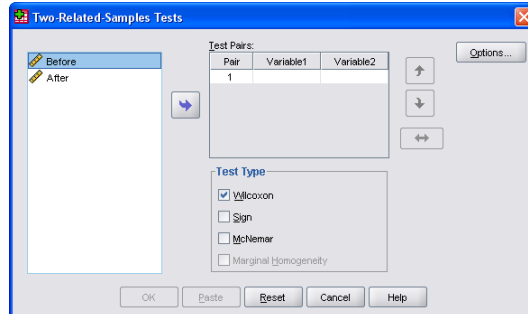 Two-Related-Samples Tests
Before
After
Test Pairs:
Pair Variable1 Variable2
1
Options...
Test Type
Wilcoxon
Sign
McNemar
Marginal Homogeneity
OK Paste Reset Cancel Help